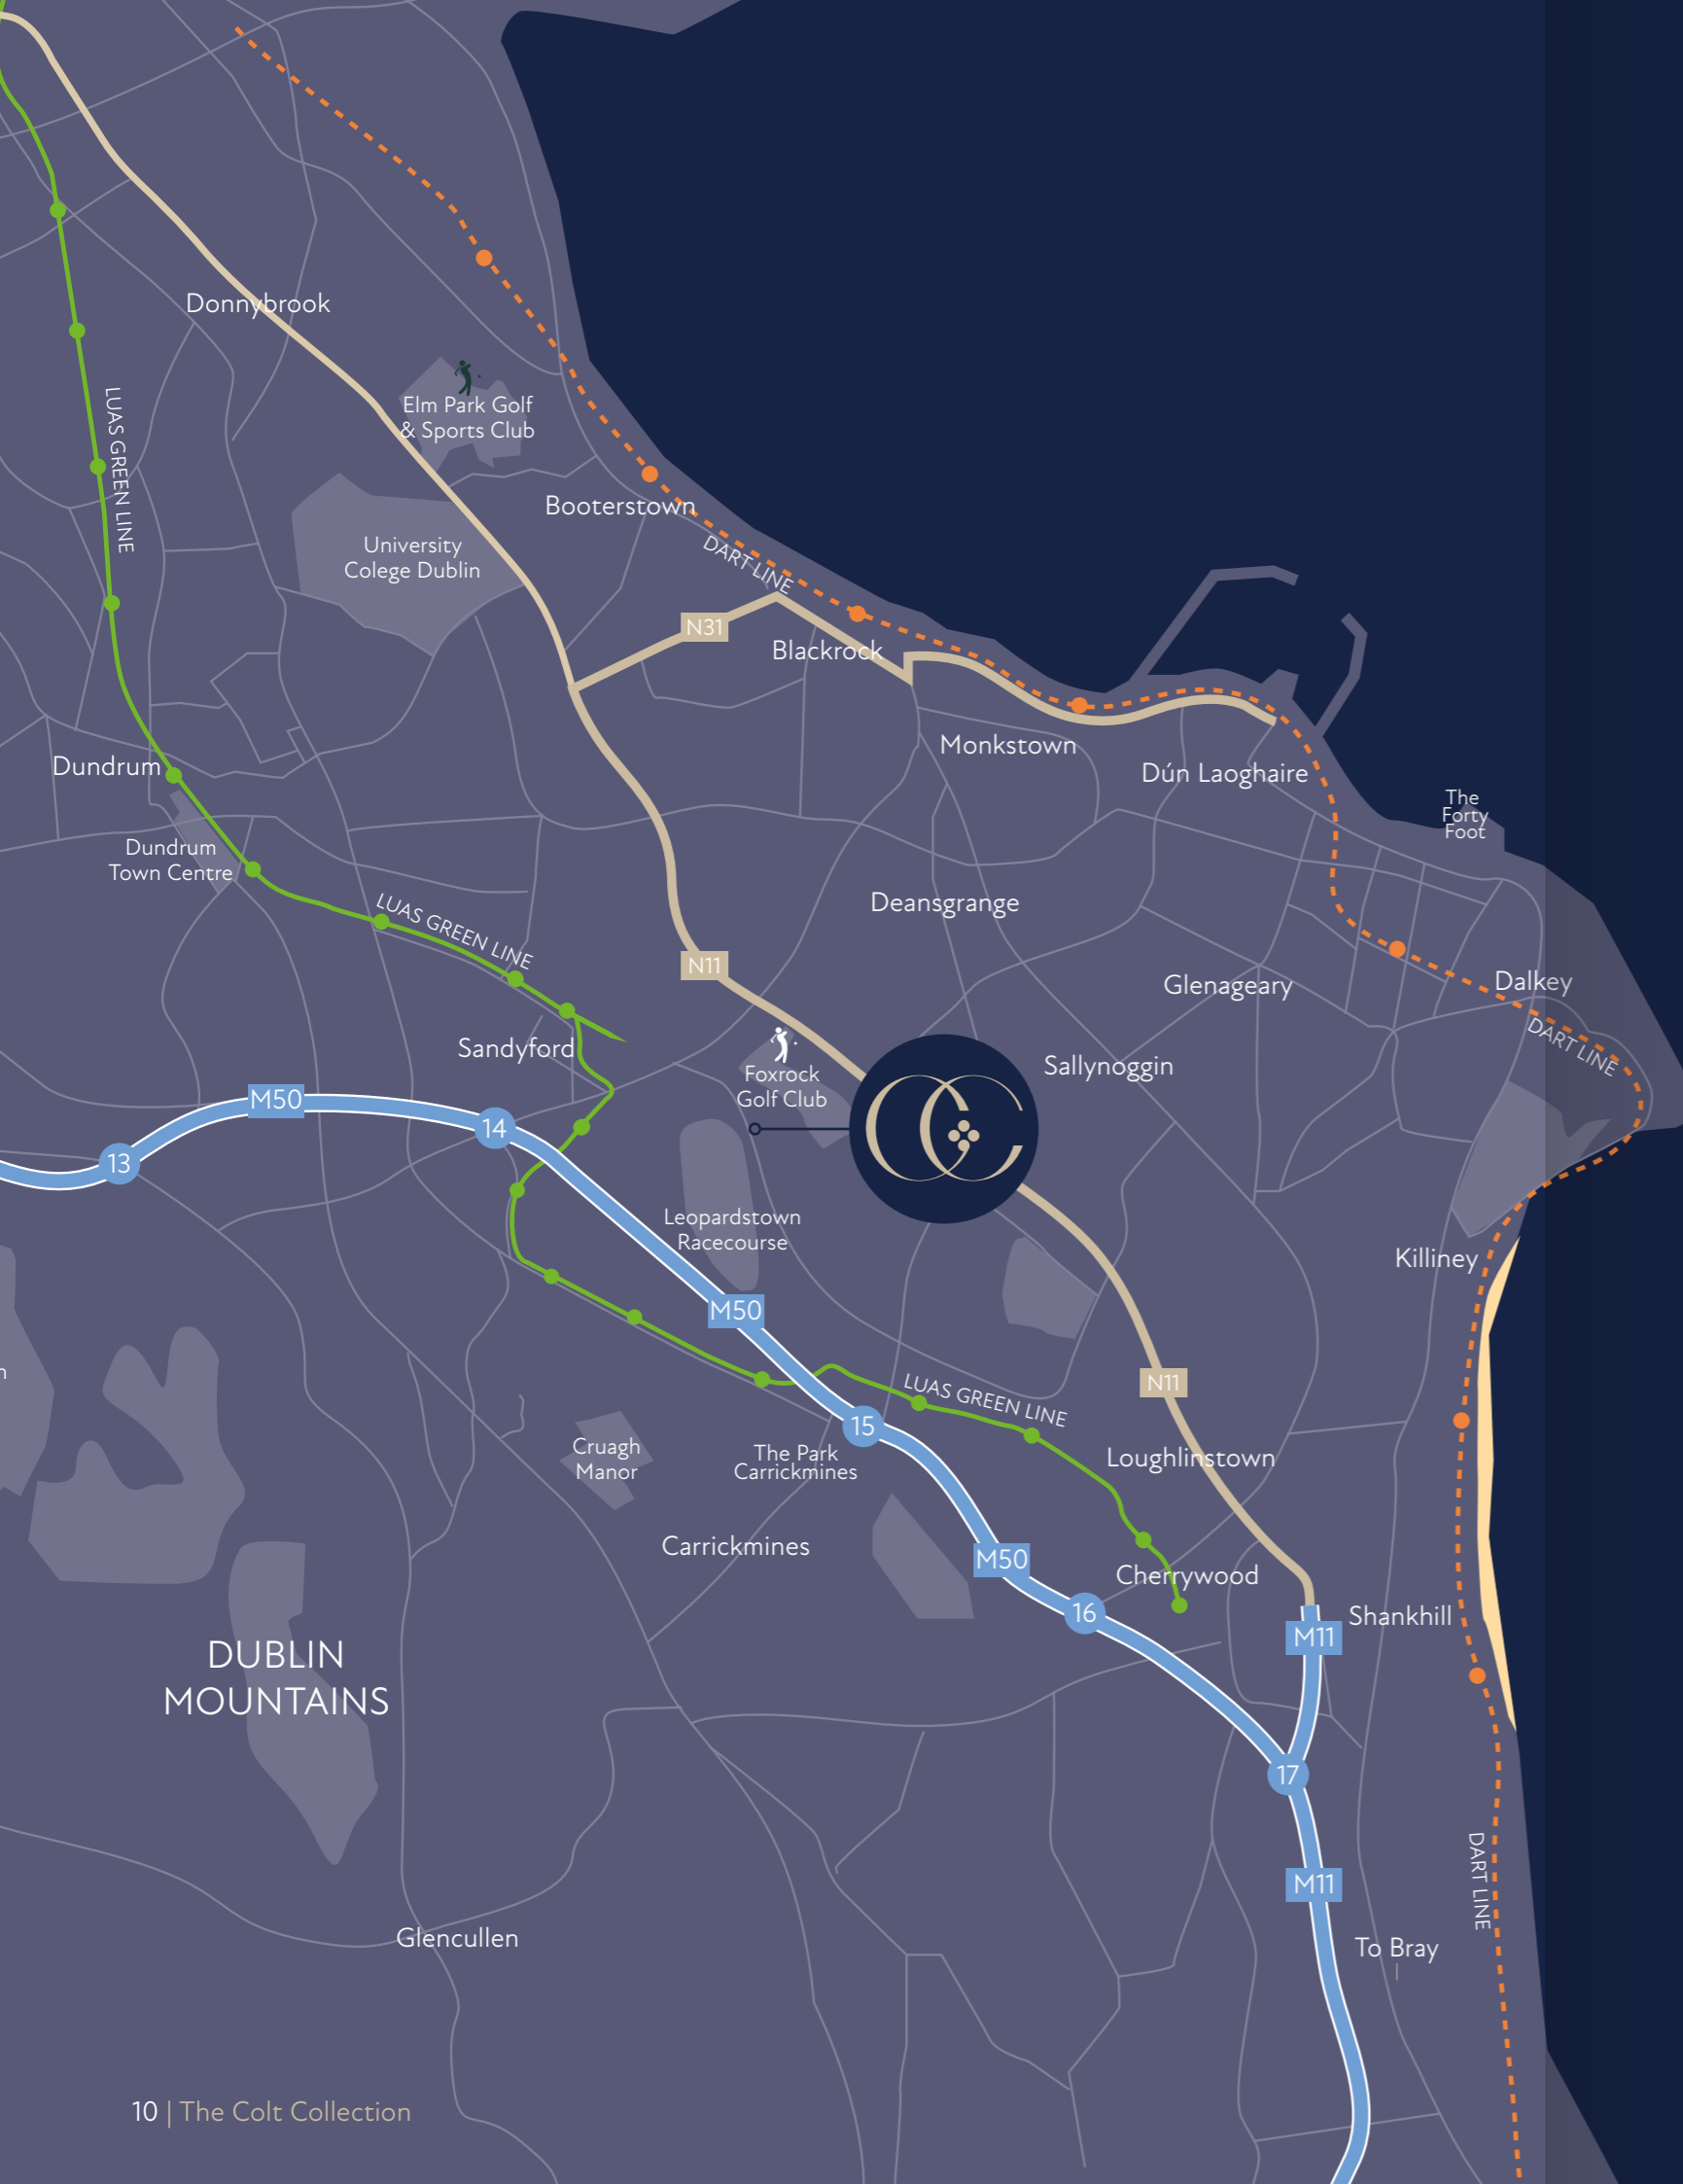 Donnybrook
Elm Park Golf
& Sports Club
LUAS GREEN LINE
Booterstown
University
Colege Dublin
DART LINE
N31
Blackrock
Monkstown
Dundrum
Dún Laoghaire
The
Forty
Foot
Dundrum
Town Centre
LUAS GREEN LINE
Deansgrange
N11
Glenageary
Dalkey
DART LINE
Sandyford
Foxrock
Golf Club
Sallynoggin
M50
14
13
Leopardstown
Racecourse
Killiney
M50
N11
LUAS GREEN LINE
15
Cruagh
Manor
The Park
Carrickmines
Loughlinstown
Carrickmines
M50
Cherrywood
16
Shankhill
M11
DUBLIN
MOUNTAINS
17
M11
DART LINE
Glencullen
To Bray
10 | The Colt Collection